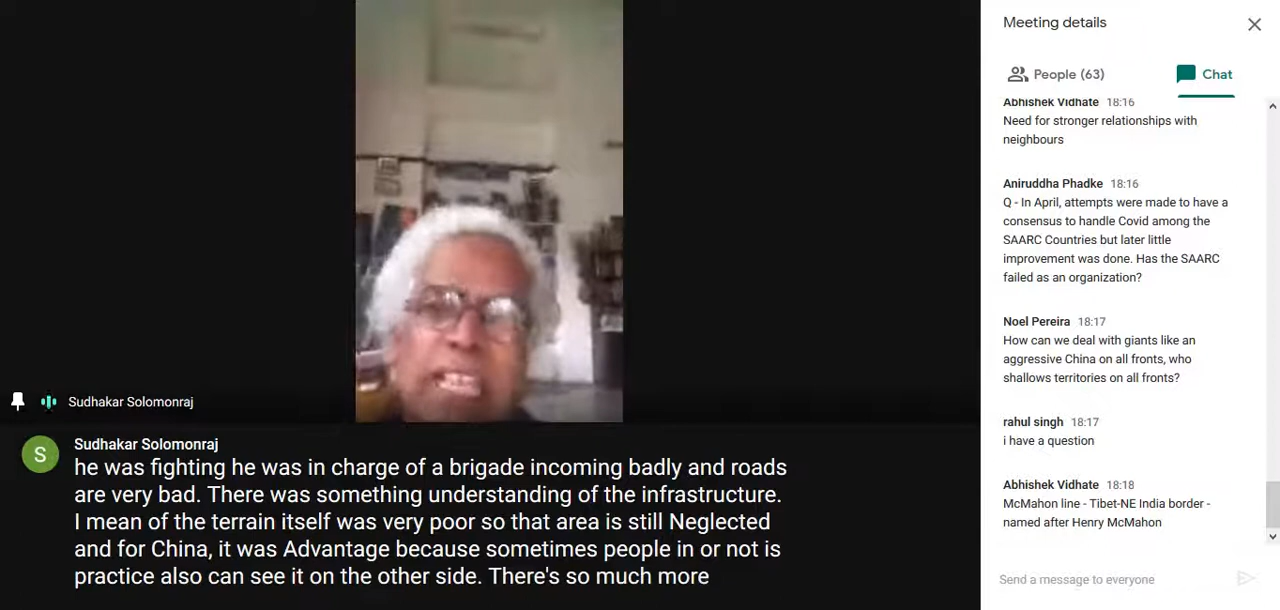 Meeting details
People (63)
Chat
Abhishek Vidhate 18:16
Need for stronger relationships with
neighbours
Aniruddha Phadke 18:16
Q - In April, attempts were made to have a
consensus to handle Covid among the
SAARC Countries but later little
improvement was done. Has the SAARC
failed as an organization?
Noel Pereira 18:17
How can we deal with giants like an
aggressive China on all fronts, who
shallows territories on all fronts?
rahul singh 18:17
i have a question
Abhishek Vidhate 18:18
McMahon line - Tibet-NE India border -
named after Henry McMahon
Send a message to everyone
Sudhakar Solomonraj
S
Sudhakar Solomonraj
he was fighting he was in charge of a brigade incoming badly and roads
are very bad. There was something understanding of the infrastructure.
I mean of the terrain itself was very poor so that area is still Neglected
and for China, it was Advantage because sometimes people in or not is
practice also can see it on the other side. There's so much more